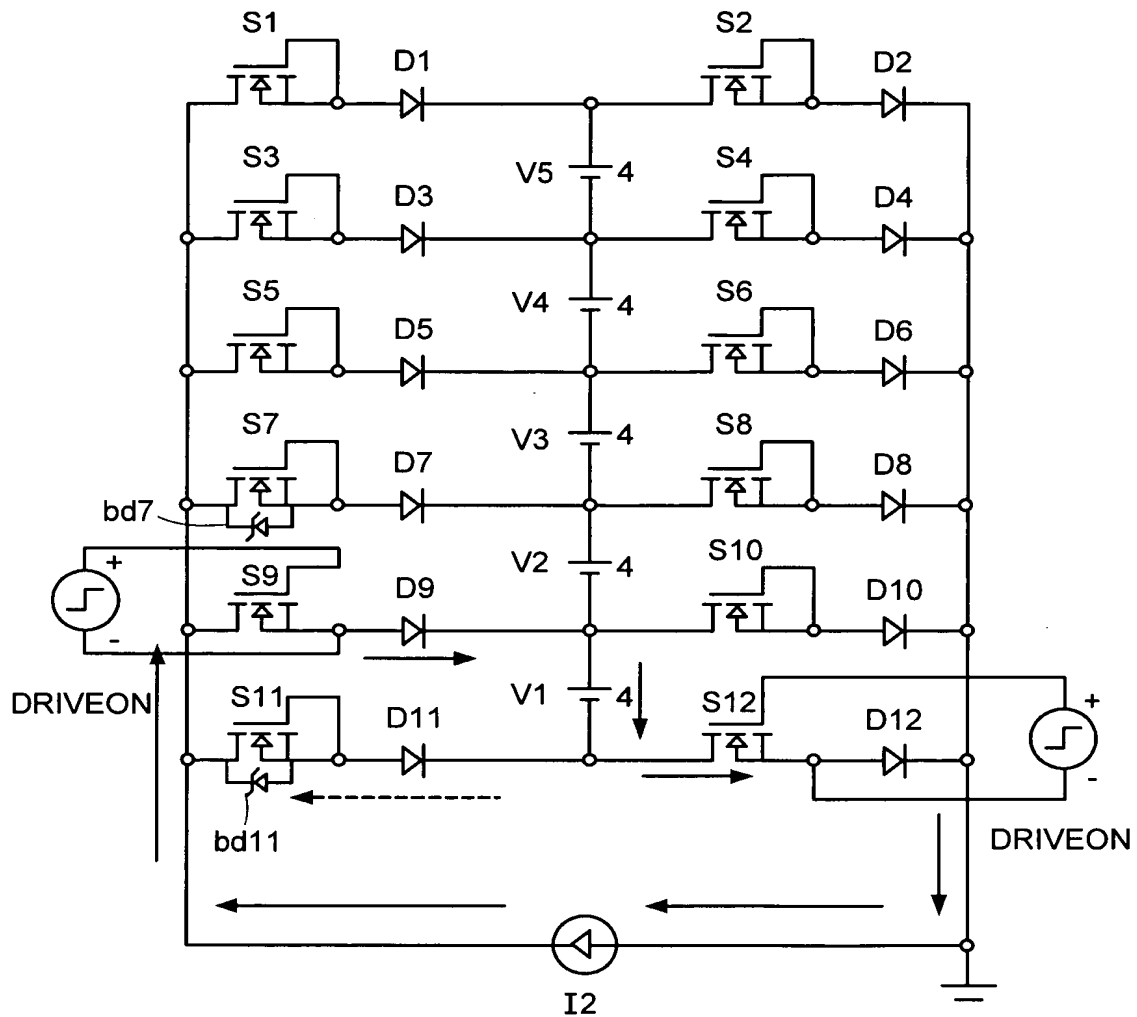 S1 S2
D1 D2
V5 4
S3 S4
D3 D4
V4 4
S5 S6
D5 D6
V3 4
S7 S8
D7 D8
bd7
V2 4
+
S9 S10
D9 D10
-
DRIVEON
V1 4
S11 S12
D11 D12
+
-
bd11
DRIVEON
I2